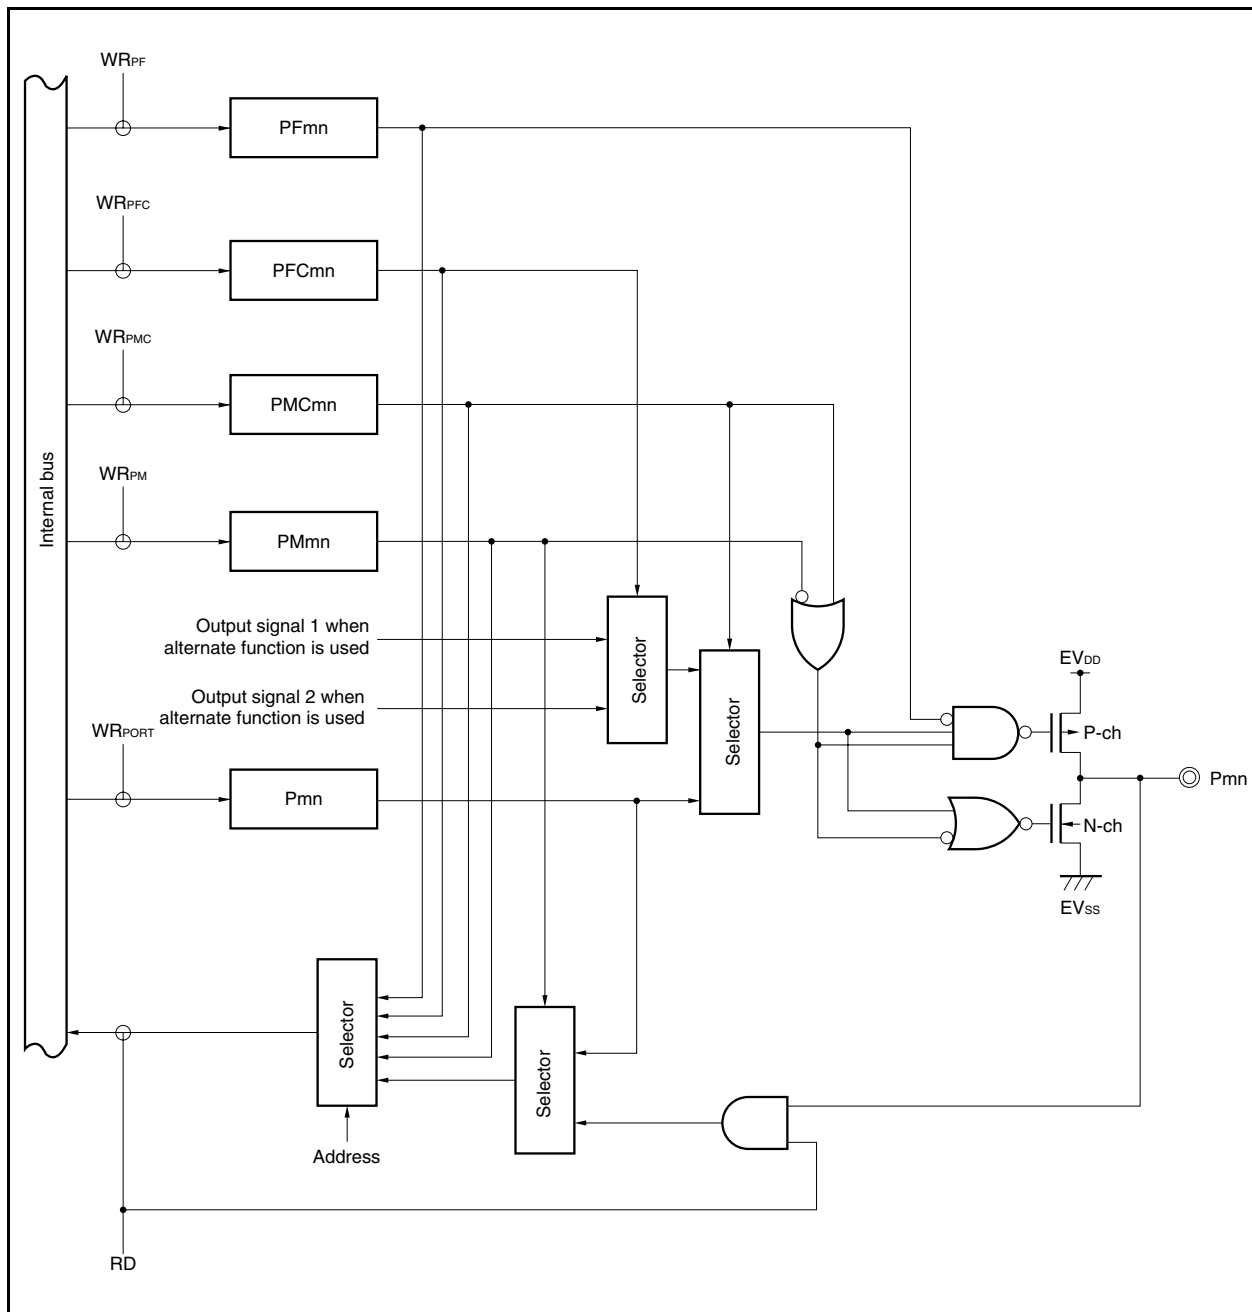 WRPF
PFmn
WRPFC
PFCmn
WRPMC
PMCmn
WRPM
PMmn
Internal bus
Output signal 1 when
alternate function is used
Output signal 2 when
alternate function is used
Selector
Selector
WRPORT
Pmn
EVDD
P-ch
Pmn
N-ch
EVSS
Selector
Selector
Address
RD